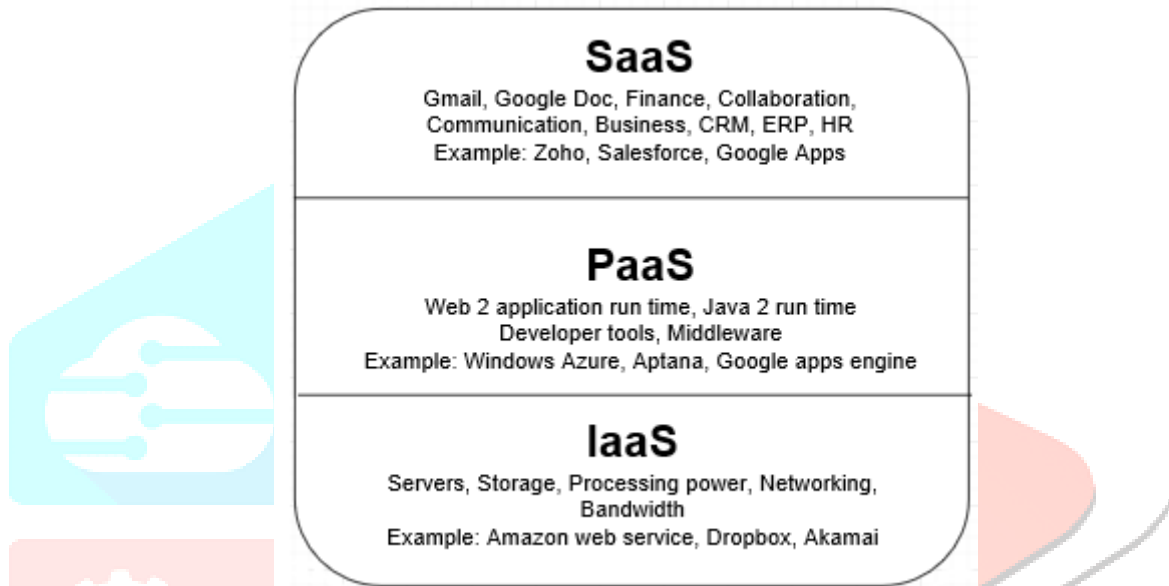 SaaS
Gmail, Google Doc, Finance, Collaboration,
Communication, Business, CRM, ERP, HR
Example: Zoho, Salesforce, Google Apps
PaaS
Web 2 application run time, Java 2 run time
Developer tools, Middleware
Example: Windows Azure, Aptana, Google apps engine
IaaS
Servers, Storage, Processing power, Networking,
Bandwidth
Example: Amazon web service, Dropbox, Akamai